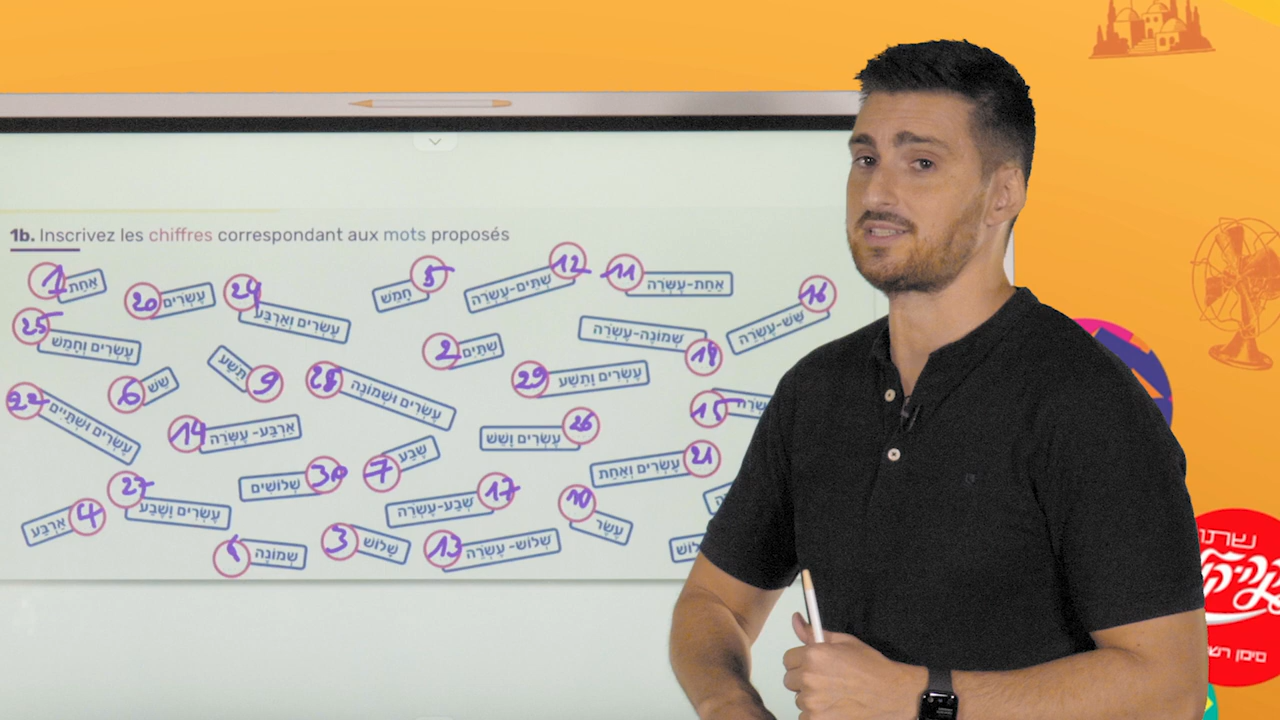 1b. Inscrivez les chiffres correspondant aux mots proposés
1 אַחַת
20 עֶשְׂרִים
24 עֶשְׂרִים וְאַרְבַּע
5 חָמֵשׁ
12 שְׁתֵּים-עֶשְׂרֵה
11 אַחַת-עֶשְׂרֵה
16 שֵׁשׁ-עֶשְׂרֵה
25 עֶשְׂרִים וְחָמֵשׁ
שְׁמוֹנֶה-עֶשְׂרֵה 18
2 שְׁתַּיִם
6 שֵׁשׁ
תֵּשַׁע 9
28 עֶשְׂרִים וּשְׁמוֹנֶה
29 עֶשְׂרִים וָתֵשַׁע
22 עֶשְׂרִים וּשְׁתַּיִים
14 אַרְבַּע-עֶשְׂרֵה
עֶשְׂרִים וָשֵׁשׁ 26
15
7 שֶׁבַע
עֶשְׂרִים וְאַחַת 21
שְׁלוֹשִׁים 30
27 עֶשְׂרִים וָשֶׁבַע
שְׁבַע-עֶשְׂרֵה 17
10 עֶשֶׂר
אַרְבַּע 4
שְׁמוֹנֶה
3 שָׁלוֹשׁ
13 שְׁלוֹשׁ-עֶשְׂרֵה